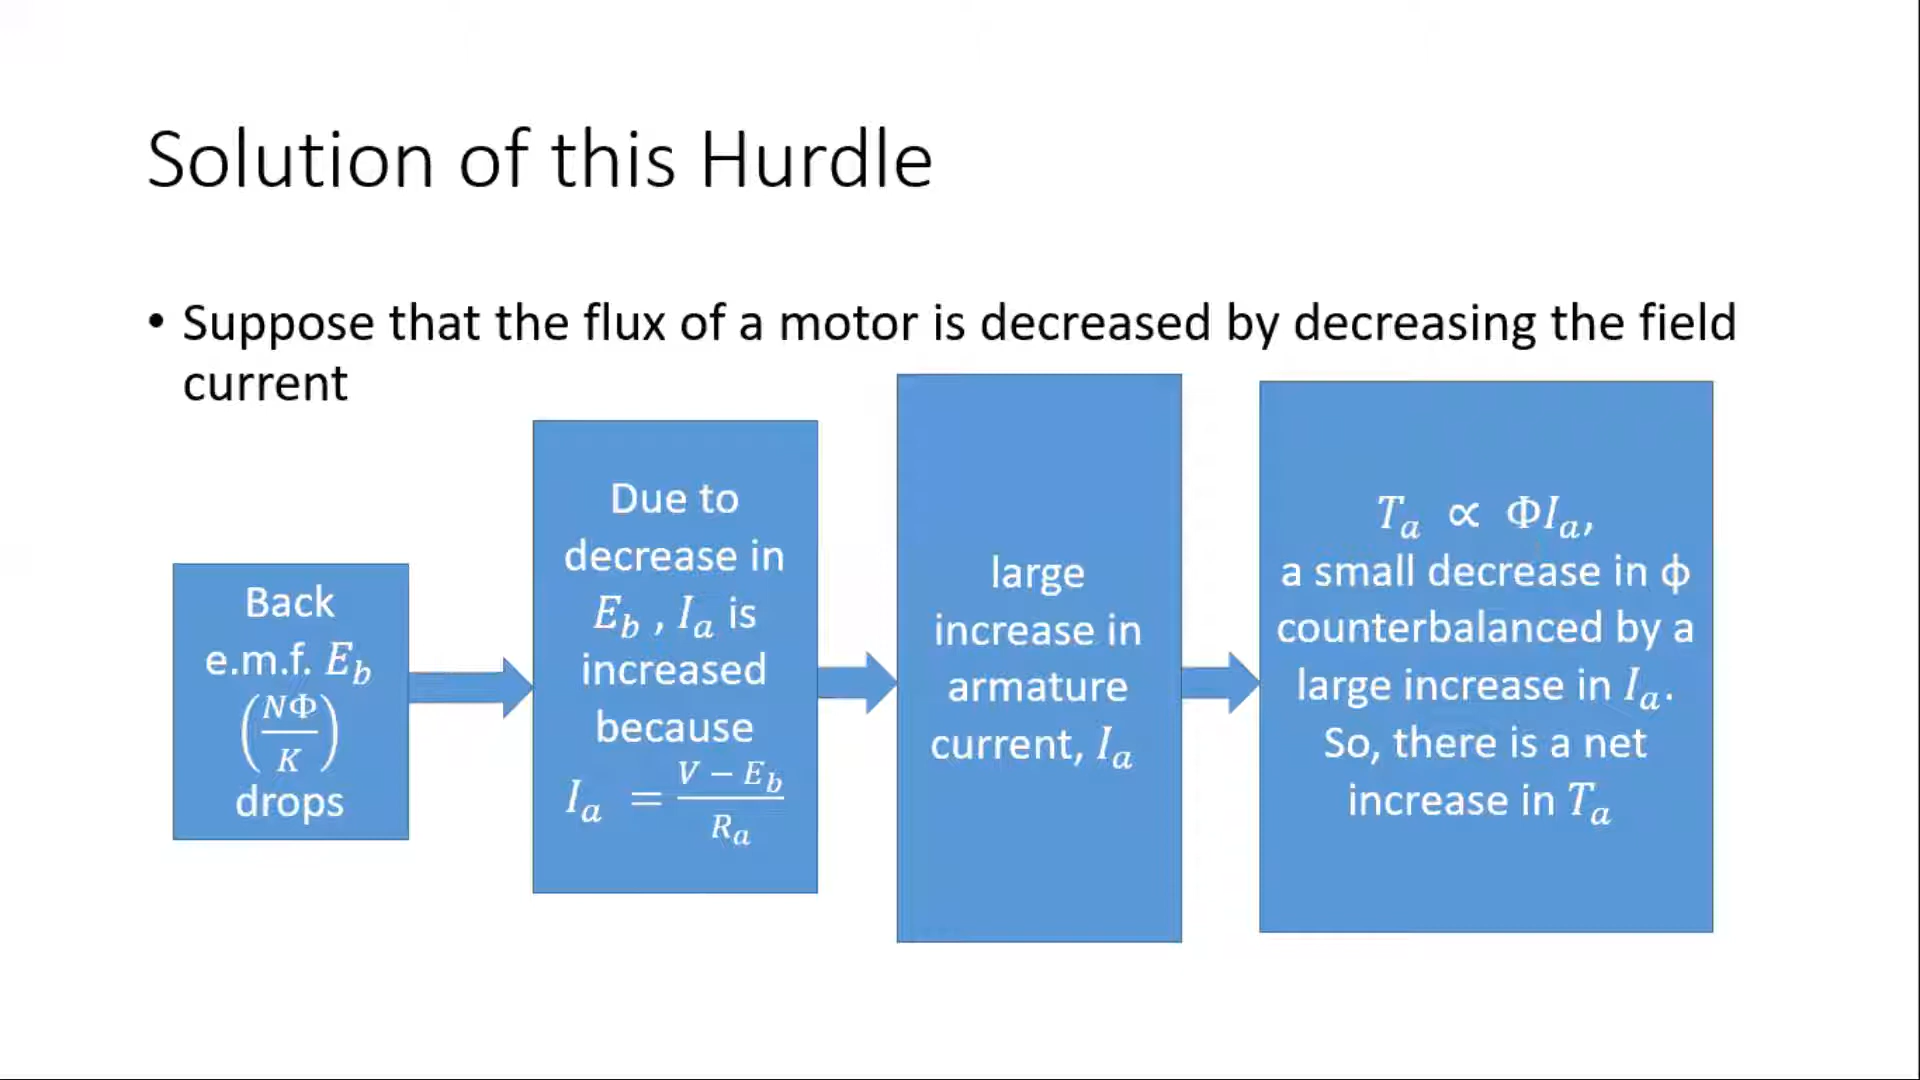 Solution of this Hurdle
• Suppose that the flux of a motor is decreased by decreasing the field
current
Back
e.m.f. E_b
(NΦ/K)
drops
Due to
decrease in
E_b , I_a is
increased
because
I_a = (V − E_b)/R_a
large
increase in
armature
current, I_a
T_a ∝ ΦI_a,
a small decrease in ϕ
counterbalanced by a
large increase in I_a.
So, there is a net
increase in T_a